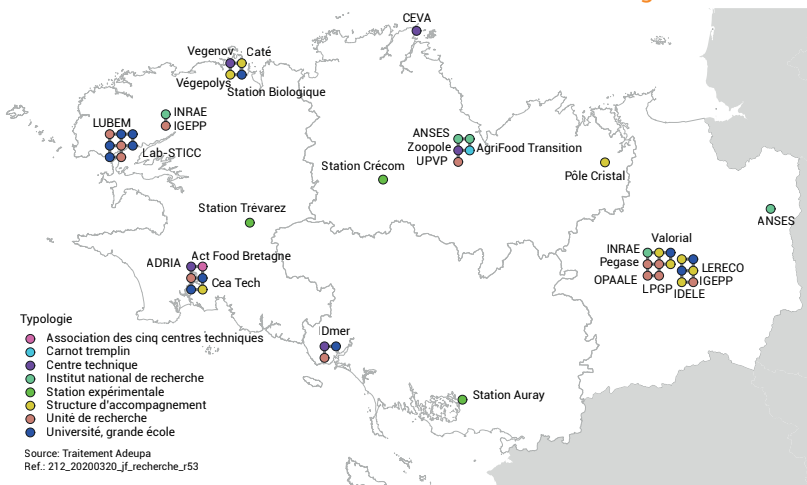 CEVA
Vegenov Caté
Végépolys
Station Biologique
INRAE
IGEPP
LUBEM
Lab-STICC
ANSES
Zoopole AgriFood Transition
UPVP
Station Crécom
Pôle Cristal
Station Trévarez
ANSES
Valorial
INRAE
Pegase
LERECO
OPAALE
IGEPP
LPGP
IDELE
ADRIA Act Food Bretagne
Cea Tech
Dmer
Station Auray
Typologie
Association des cinq centres techniques
Carnot tremplin
Centre technique
Institut national de recherche
Station expérimentale
Structure d'accompagnement
Unité de recherche
Université, grande école
Source: Traitement Adeupa
Ref.: 212_20200320_jf_recherche_r53